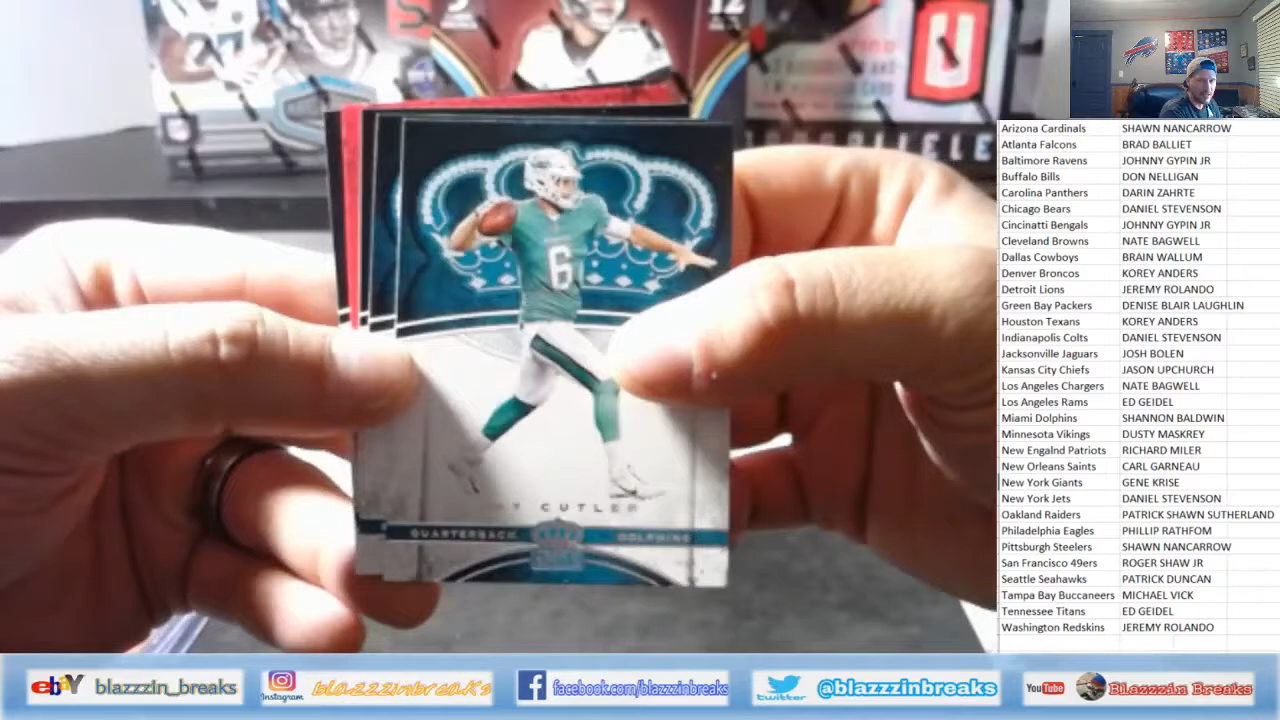 12
6
Y CUTLER
QUARTERBACK DOLPHINS
Arizona Cardinals SHAWN NANCARROW
Atlanta Falcons BRAD BALLIET
Baltimore Ravens JOHNNY GYPIN JR
Buffalo Bills DON NELLIGAN
Carolina Panthers DARIN ZAHRTE
Chicago Bears DANIEL STEVENSON
Cincinatti Bengals JOHNNY GYPIN JR
Cleveland Browns NATE BAGWELL
Dallas Cowboys BRAIN WALLUM
Denver Broncos KOREY ANDERS
Detroit Lions JEREMY ROLANDO
Green Bay Packers DENISE BLAIR LAUGHLIN
Houston Texans KOREY ANDERS
Indianapolis Colts DANIEL STEVENSON
Jacksonville Jaguars JOSH BOLEN
Kansas City Chiefs JASON UPCHURCH
Los Angeles Chargers NATE BAGWELL
Los Angeles Rams ED GEIDEL
Miami Dolphins SHANNON BALDWIN
Minnesota Vikings DUSTY MASKREY
New Engalnd Patriots RICHARD MILER
New Orleans Saints CARL GARNEAU
New York Giants GENE KRISE
New York Jets DANIEL STEVENSON
Oakland Raiders PATRICK SHAWN SUTHERLAND
Philadelphia Eagles PHILLIP RATHFOM
Pittsburgh Steelers SHAWN NANCARROW
San Francisco 49ers ROGER SHAW JR
Seattle Seahawks PATRICK DUNCAN
Tampa Bay Buccaneers MICHAEL VICK
Tennessee Titans ED GEIDEL
Washington Redskins JEREMY ROLANDO
ebay blazzzin_breaks Instagram blazzzinbreaks facebook.com/blazzzinbreaks twitter @blazzzinbreaks YouTube Blazzzin Breaks